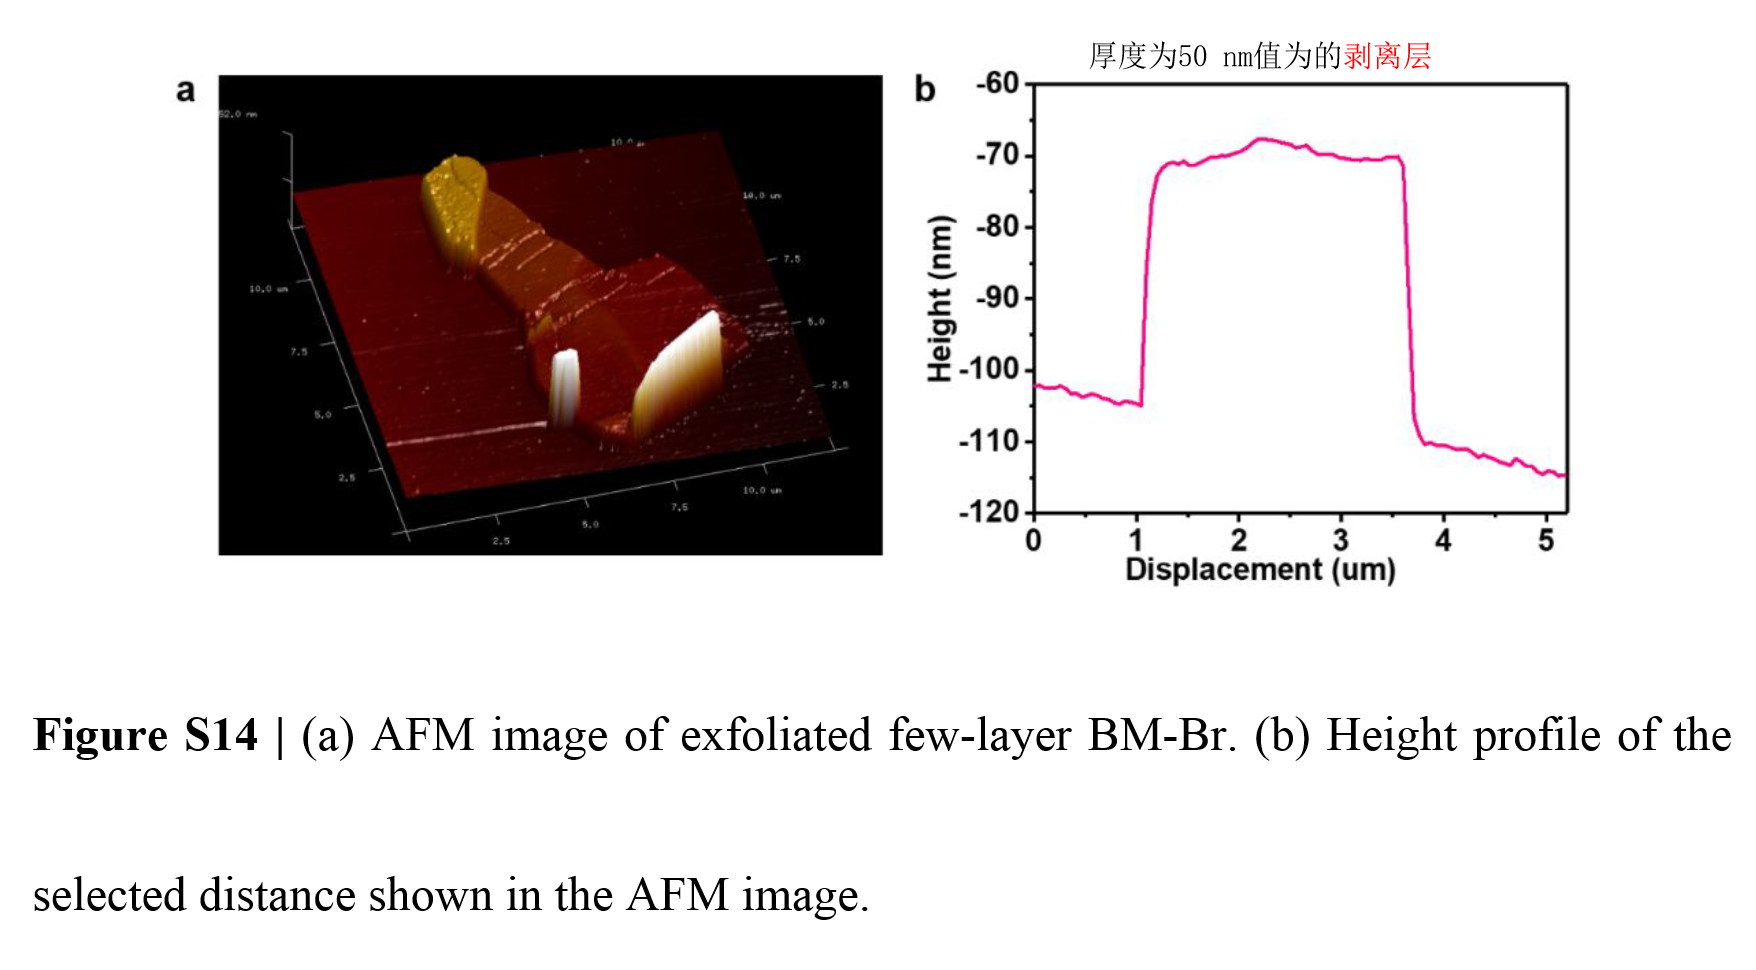 厚度为50 nm值为的剥离层
a
52.0 nm
10.0
10.0 um
7.5
5.0
2.5
10.0 um
7.5
5.0
2.5
2.5
5.0
7.5
10.0 um
b
-60
-70
-80
-90
-100
-110
-120
Height (nm)
0 1 2 3 4 5
Displacement (um)
Figure S14 | (a) AFM image of exfoliated few-layer BM-Br. (b) Height profile of the
selected distance shown in the AFM image.